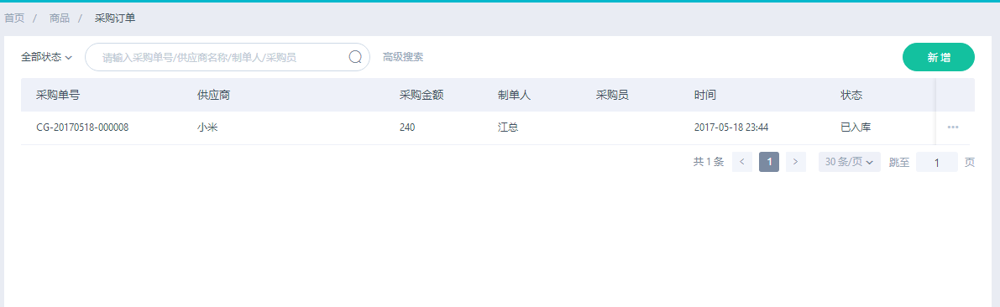 首页 / 商品 / 采购订单
全部状态 请输入采购单号/供应商名称/制单人/采购员 高级搜索 新增
采购单号 供应商 采购金额 制单人 采购员 时间 状态
CG-20170518-000008 小米 240 江总 2017-05-18 23:44 已入库 •••
共 1 条 < 1 > 30 条/页 跳至 1 页